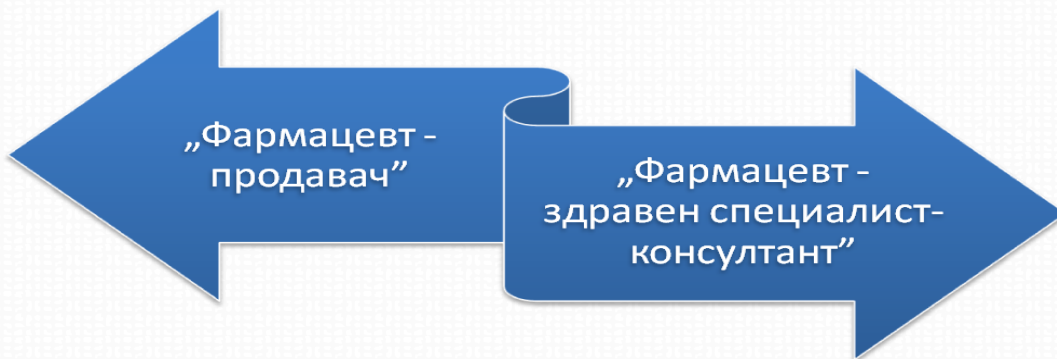 „Фармацевт -
продавач”
„Фармацевт -
здравен специалист-
консултант”